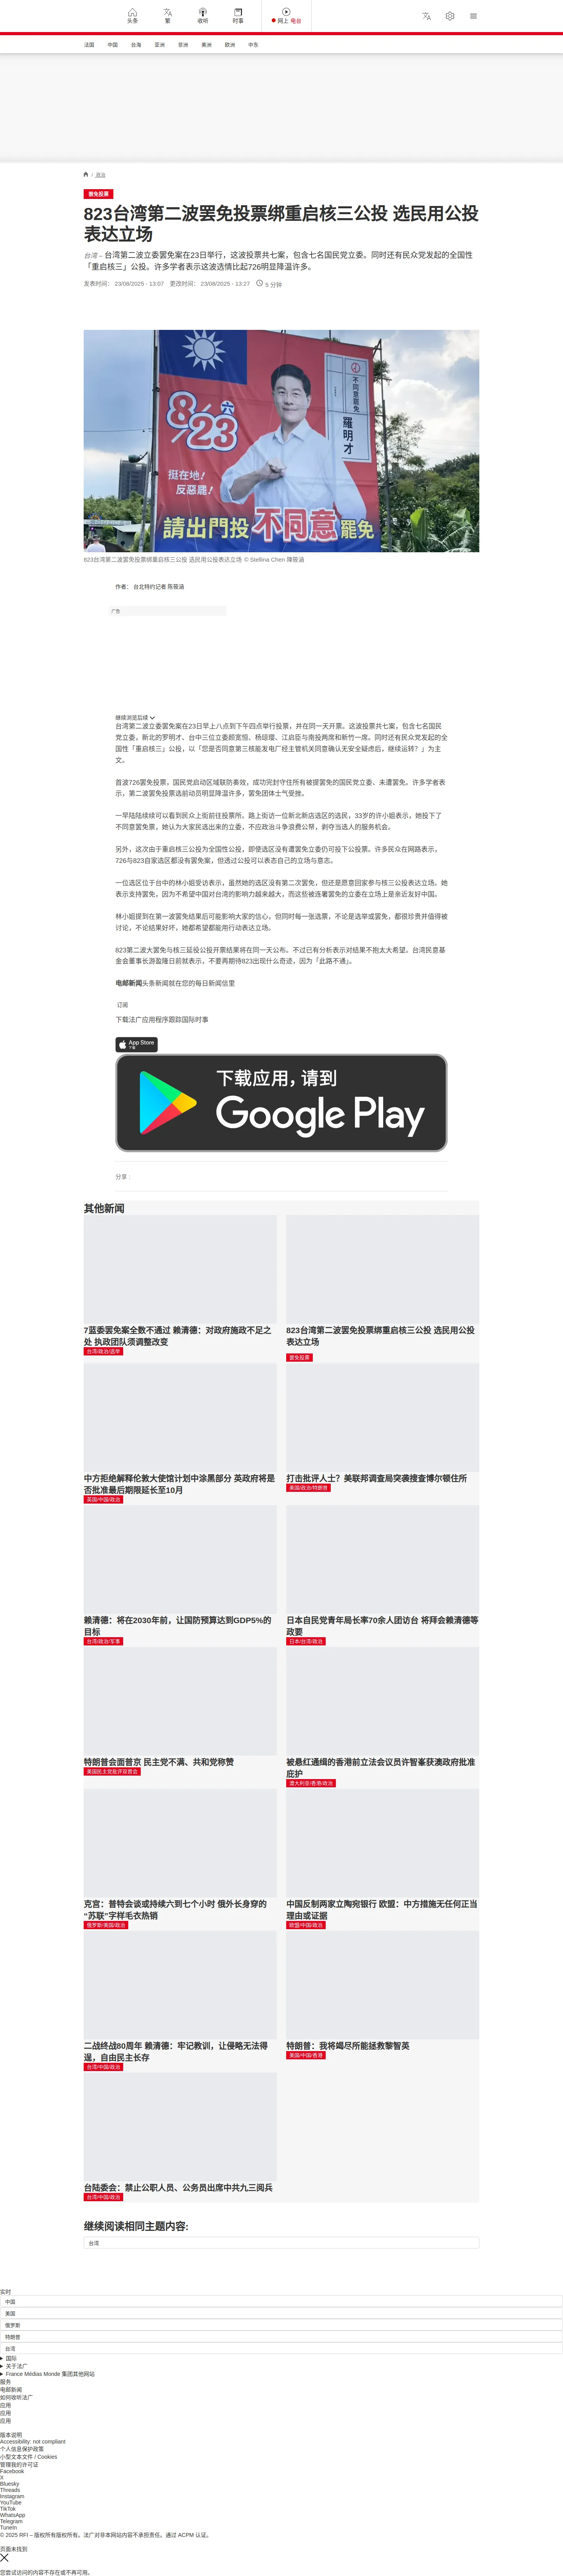 头条
繁
收听
时事
网上 电台
法国 中国 台海 亚洲 非洲 美洲 欧洲 中东
/ 政治
罢免投票
823台湾第二波罢免投票绑重启核三公投 选民用公投
表达立场
台湾 – 台湾第二波立委罢免案在23日举行，这波投票共七案，包含七名国民党立委。同时还有民众党发起的全国性
「重启核三」公投。许多学者表示这波选情比起726明显降温许多。
发表时间： 23/08/2025 - 13:07 更改时间： 23/08/2025 - 13:27 5 分钟
8/23
不同意罷免
羅明才
挺在地!
反惡罷!
請出門投不同意罷免
823台湾第二波罢免投票绑重启核三公投 选民用公投表达立场 © Stellina Chen 陳筱涵
作者： 台北特约记者 陈筱涵
广告
继续浏览后续
台湾第二波立委罢免案在23日早上八点到下午四点举行投票，并在同一天开票。这波投票共七案，包含七名国民
党立委，新北的罗明才、台中三位立委颜宽恒、杨琼璎、江启臣与南投两席和新竹一席。同时还有民众党发起的全
国性「重启核三」公投，以「您是否同意第三核能发电厂经主管机关同意确认无安全疑虑后，继续运转？」为主
文。
首波726罢免投票，国民党启动区域联防奏效，成功完封守住所有被提罢免的国民党立委、未遭罢免。许多学者表
示，第二波罢免投票选前动员明显降温许多，罢免团体士气受挫。
一早陆陆续续可以看到民众上街前往投票所。路上街访一位新北新店选区的选民，33岁的许小姐表示，她投下了
不同意罢免票，她认为大家民选出来的立委，不应政治斗争浪费公帑，剥夺当选人的服务机会。
另外，这次由于重启核三公投为全国性公投，即使选区没有遭罢免立委仍可投下公投票。许多民众在网路表示，
726与823自家选区都没有罢免案，但透过公投可以表态自己的立场与意志。
一位选区位于台中的林小姐受访表示，虽然她的选区没有第二次罢免，但还是愿意回家参与核三公投表达立场。她
表示支持罢免，因为不希望中国对台湾的影响力越来越大，而这些被连署罢免的立委在立场上是亲近友好中国。
林小姐提到在第一波罢免结果后可能影响大家的信心，但同时每一张选票，不论是选举或罢免，都很珍贵并值得被
讨论，不论结果好坏，她都希望都能用行动表达立场。
823第二波大罢免与核三延役公投开票结果将在同一天公布。不过已有分析表示对结果不抱太大希望。台湾民意基
金会董事长游盈隆日前就表示，不要再期待823出现什么奇迹，因为「此路不通」。
电邮新闻头条新闻就在您的每日新闻信里
订阅
下载法广应用程序跟踪国际时事
App Store
下载
下载应用，请到
Google Play
分享 :
其他新闻
7蓝委罢免案全数不通过 赖清德：对政府施政不足之
处 执政团队须调整改变
台湾/政治/选举
823台湾第二波罢免投票绑重启核三公投 选民用公投
表达立场
罢免投票
中方拒绝解释伦敦大使馆计划中涂黑部分 英政府将是
否批准最后期限延长至10月
英国/中国/政治
打击批评人士？美联邦调查局突袭搜查博尔顿住所
美国/政治/特朗普
赖清德：将在2030年前，让国防预算达到GDP5%的
目标
台湾/政治/军事
日本自民党青年局长率70余人团访台 将拜会赖清德等
政要
日本/台湾/政治
特朗普会面普京 民主党不满、共和党称赞
美国民主党批评双普会
被悬红通缉的香港前立法会议员许智峯获澳政府批准
庇护
澳大利亚/香港/政治
克宫：普特会谈或持续六到七个小时 俄外长身穿的
“苏联”字样毛衣热销
俄罗斯/美国/政治
中国反制两家立陶宛银行 欧盟：中方措施无任何正当
理由或证据
欧盟/中国/政治
二战终战80周年 赖清德：牢记教训，让侵略无法得
逞，自由民主长存
台湾/中国/政治
特朗普：我将竭尽所能拯救黎智英
美国/中国/香港
台陆委会：禁止公职人员、公务员出席中共九三阅兵
台湾/中国/政治
继续阅读相同主题内容:
台湾
实时
中国
美国
俄罗斯
特朗普
台湾
国际
关于法广
France Médias Monde 集团其他网站
服务
电邮新闻
如何收听法广
应用
应用
应用
版本说明
Accessibility: not compliant
个人信息保护政策
小型文本文件 / Cookies
管理我的许可证
Facebook
X
Bluesky
Threads
Instagram
YouTube
TikTok
WhatsApp
Telegram
TuneIn
© 2025 RFI – 版权所有版权所有。法广对非本网站内容不承担责任。通过 ACPM 认证。
页面未找到
您尝试访问的内容不存在或不再可用。